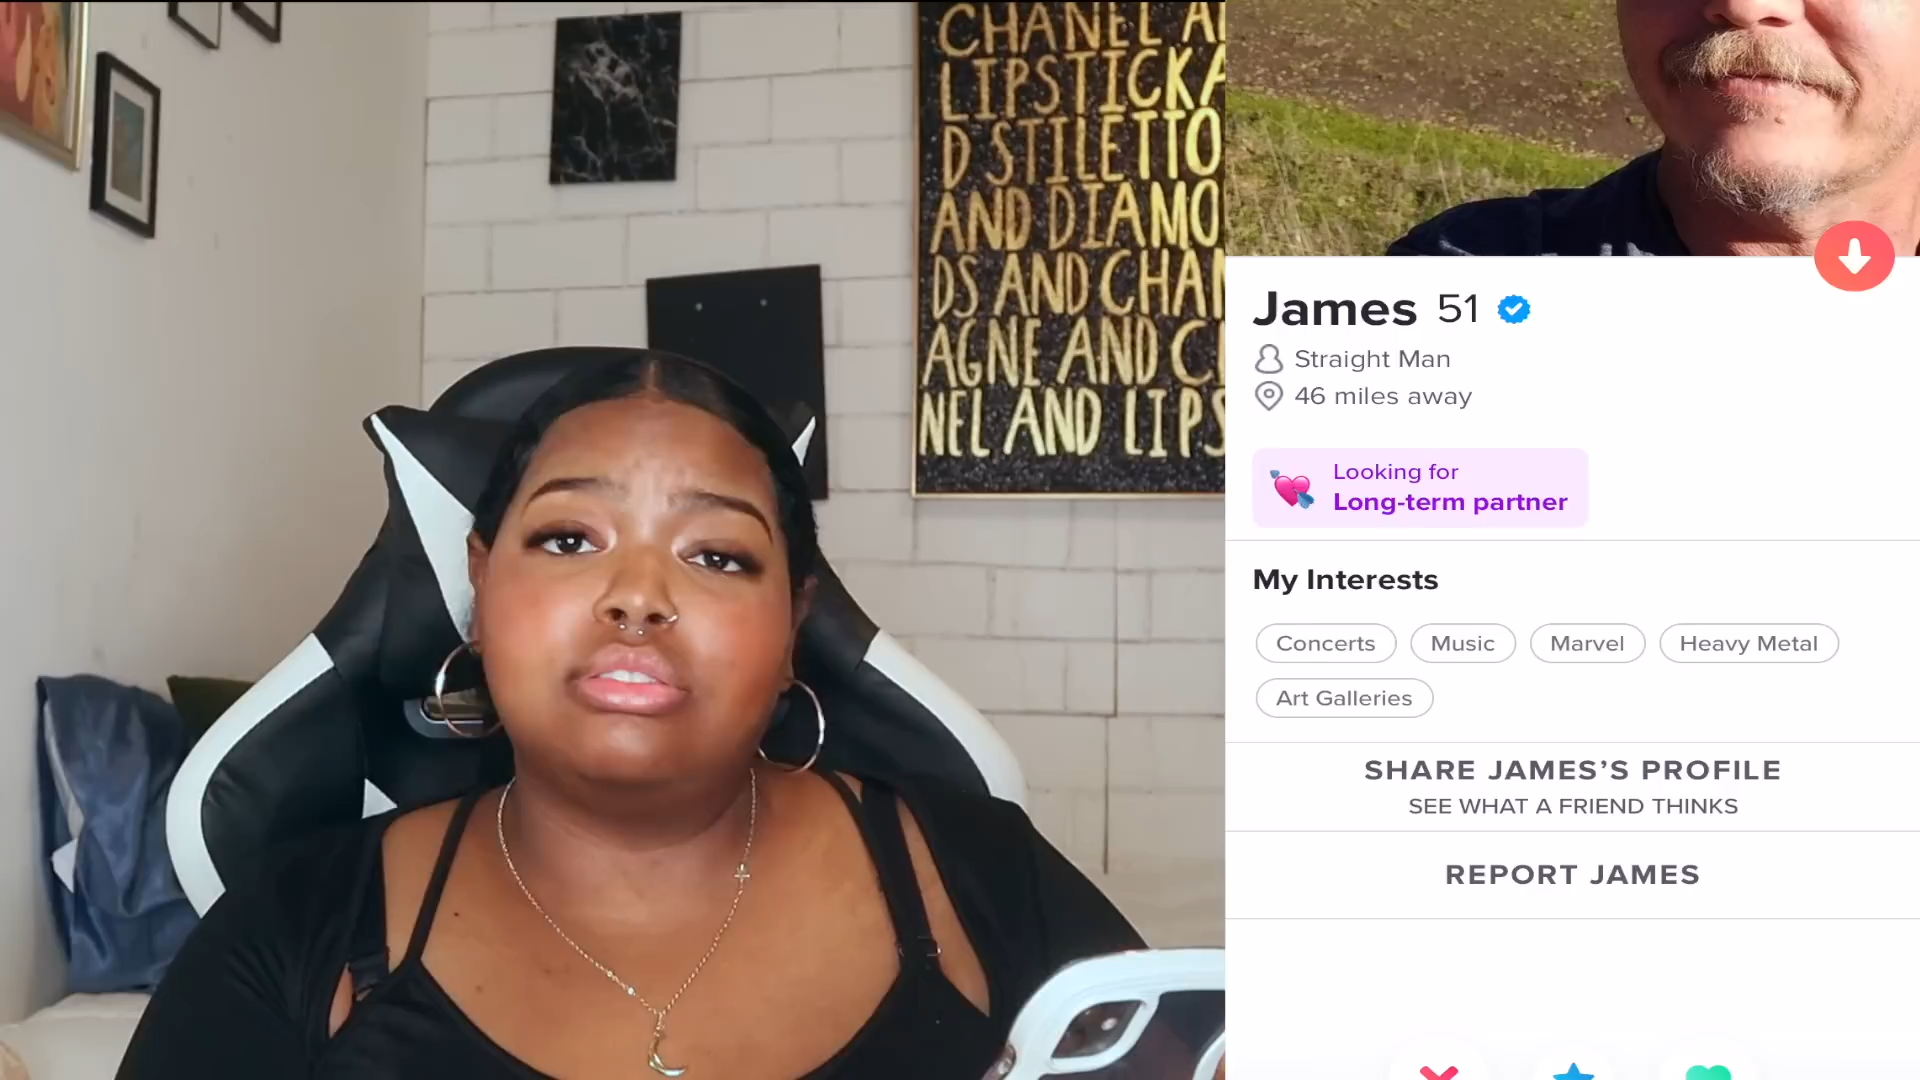 CHANEL A
LIPSTICKA
D STILETTO
AND DIAMO
DS AND CHAM
AGNE AND C
NEL AND LIPS
James 51
Straight Man
46 miles away
Looking for
Long-term partner
My Interests
Concerts
Music
Marvel
Heavy Metal
Art Galleries
SHARE JAMES’S PROFILE
SEE WHAT A FRIEND THINKS
REPORT JAMES